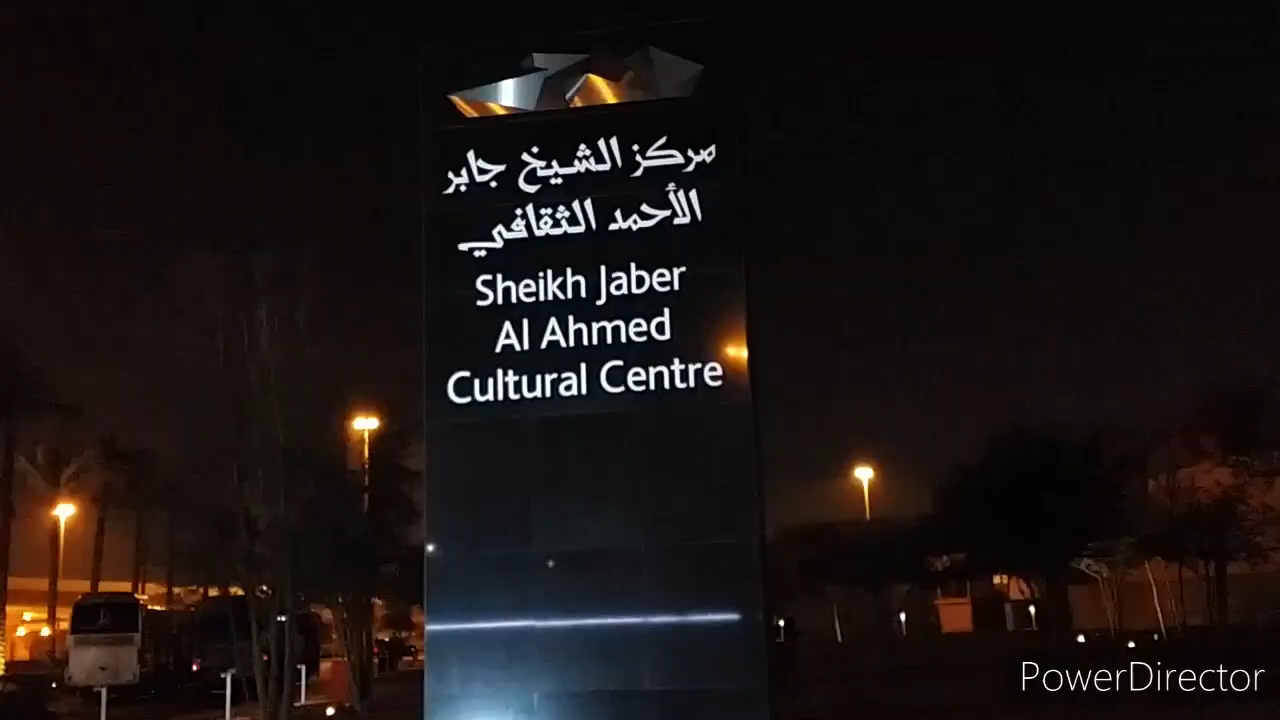 مركز الشيخ جابر
الأحمد الثقافي
Sheikh Jaber
Al Ahmed
Cultural Centre
PowerDirector